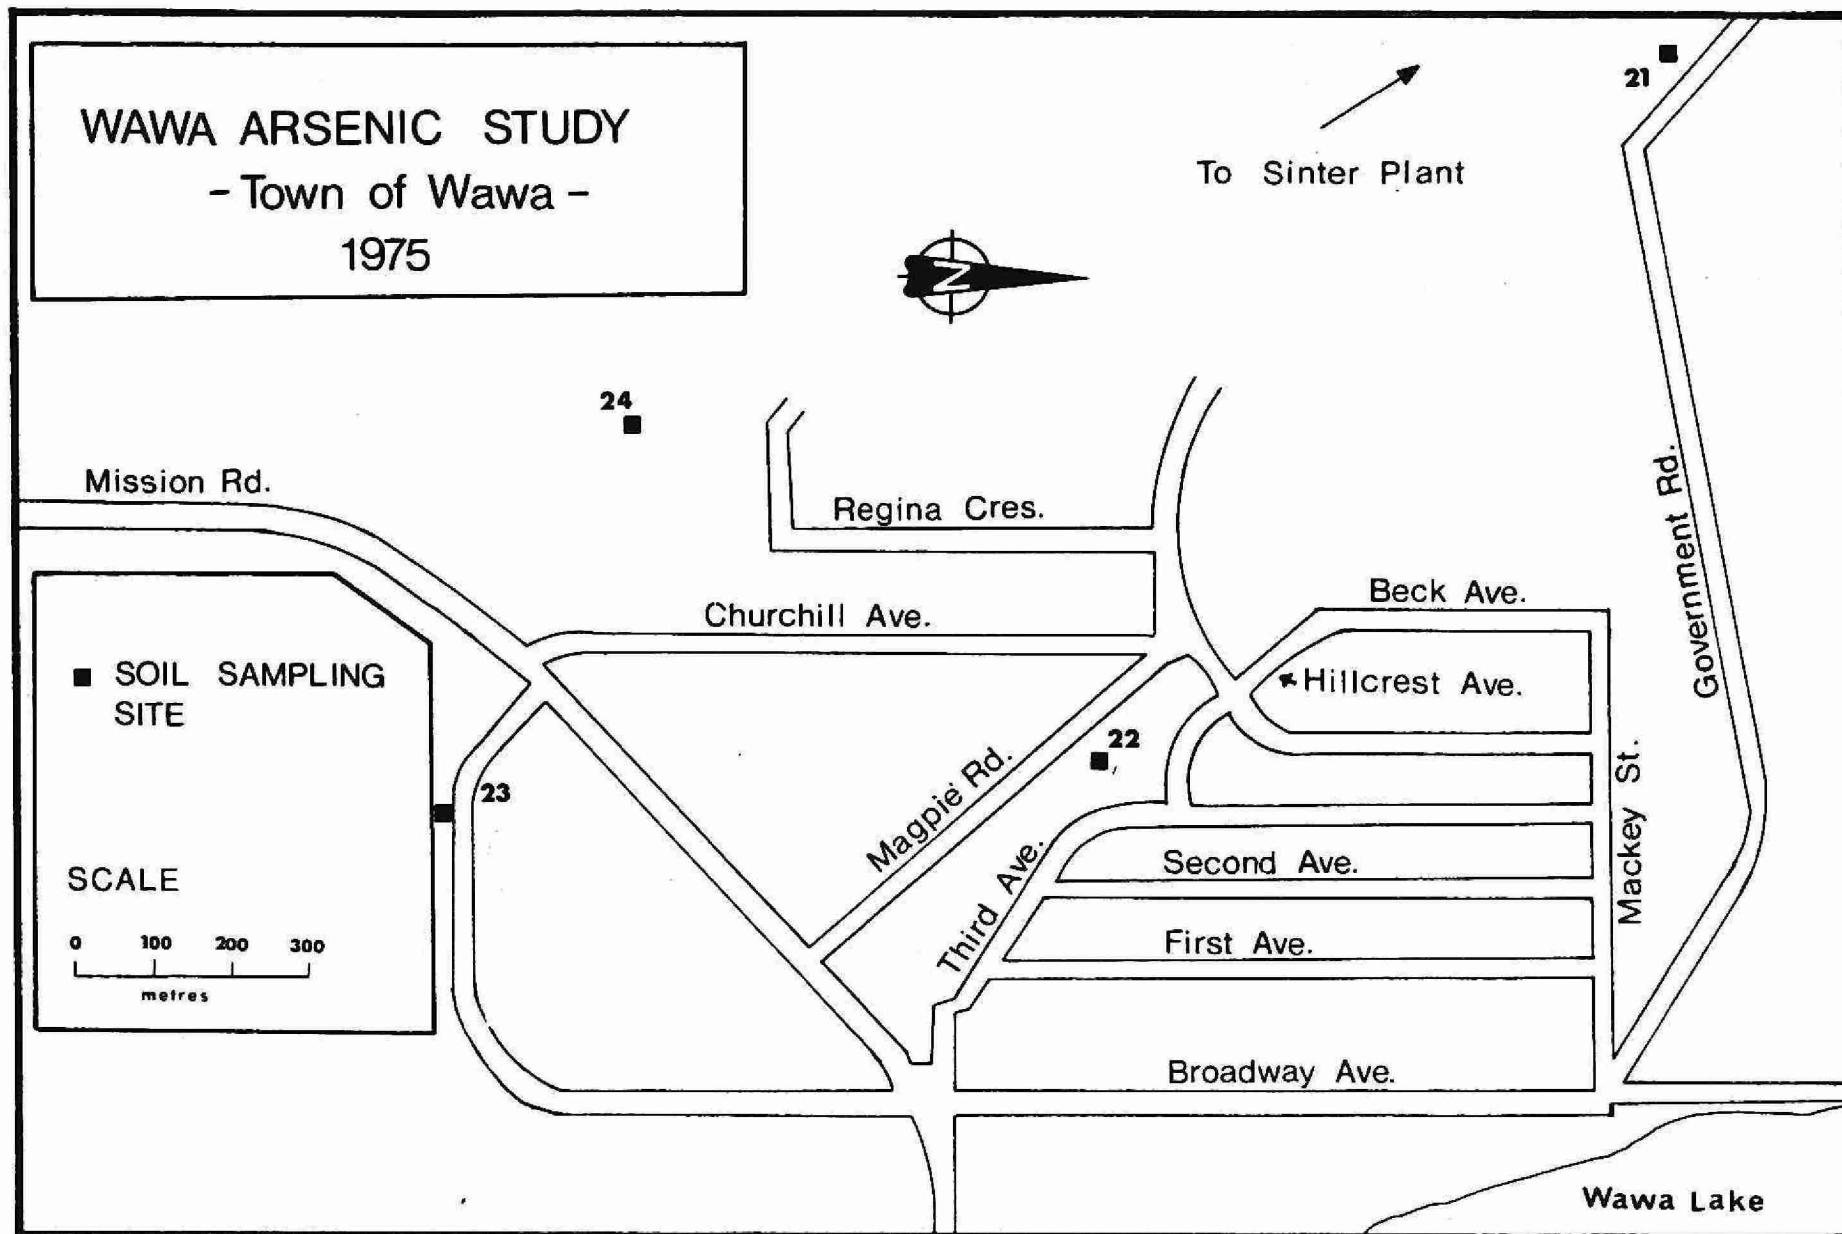 WAWA ARSENIC STUDY
- Town of Wawa -
1975
21
To Sinter Plant
N
24
Mission Rd.
Regina Cres.
Government Rd.
Beck Ave.
Churchill Ave.
Hillcrest Ave.
■ SOIL SAMPLING
SITE
22
23
Magpie Rd.
Mackey St.
Third Ave.
Second Ave.
First Ave.
SCALE
0 100 200 300
metres
Broadway Ave.
Wawa Lake